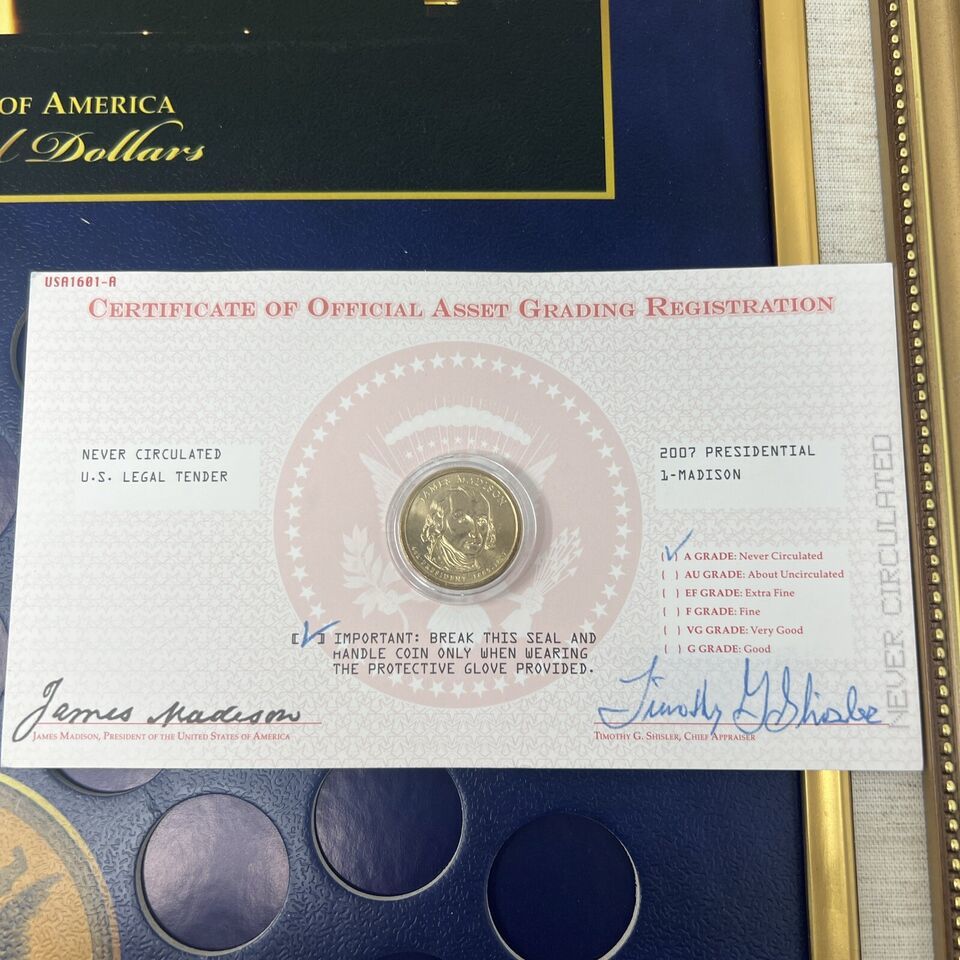 OF AMERICA
Dollars
USA1601-A
CERTIFICATE OF OFFICIAL ASSET GRADING REGISTRATION
NEVER CIRCULATED
U.S. LEGAL TENDER
2007 PRESIDENTIAL
1-MADISON
JAMES MADISON
(✓) A GRADE: Never Circulated
( ) AU GRADE: About Uncirculated
( ) EF GRADE: Extra Fine
( ) F GRADE: Fine
( ) VG GRADE: Very Good
( ) G GRADE: Good
NEVER CIRCULATED
[✓] IMPORTANT: BREAK THIS SEAL AND
HANDLE COIN ONLY WHEN WEARING
THE PROTECTIVE GLOVE PROVIDED.
James Madison
JAMES MADISON, PRESIDENT OF THE UNITED STATES OF AMERICA
Timothy G Shisler
TIMOTHY G. SHISLER, CHIEF APPRAISER